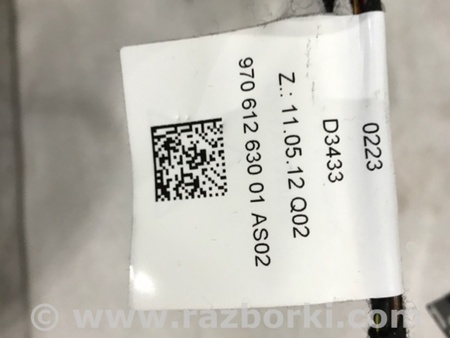 0223
D3433
Z.: 11.05.12 Q02
970 612 630 01 AS02
© www.razborki.com